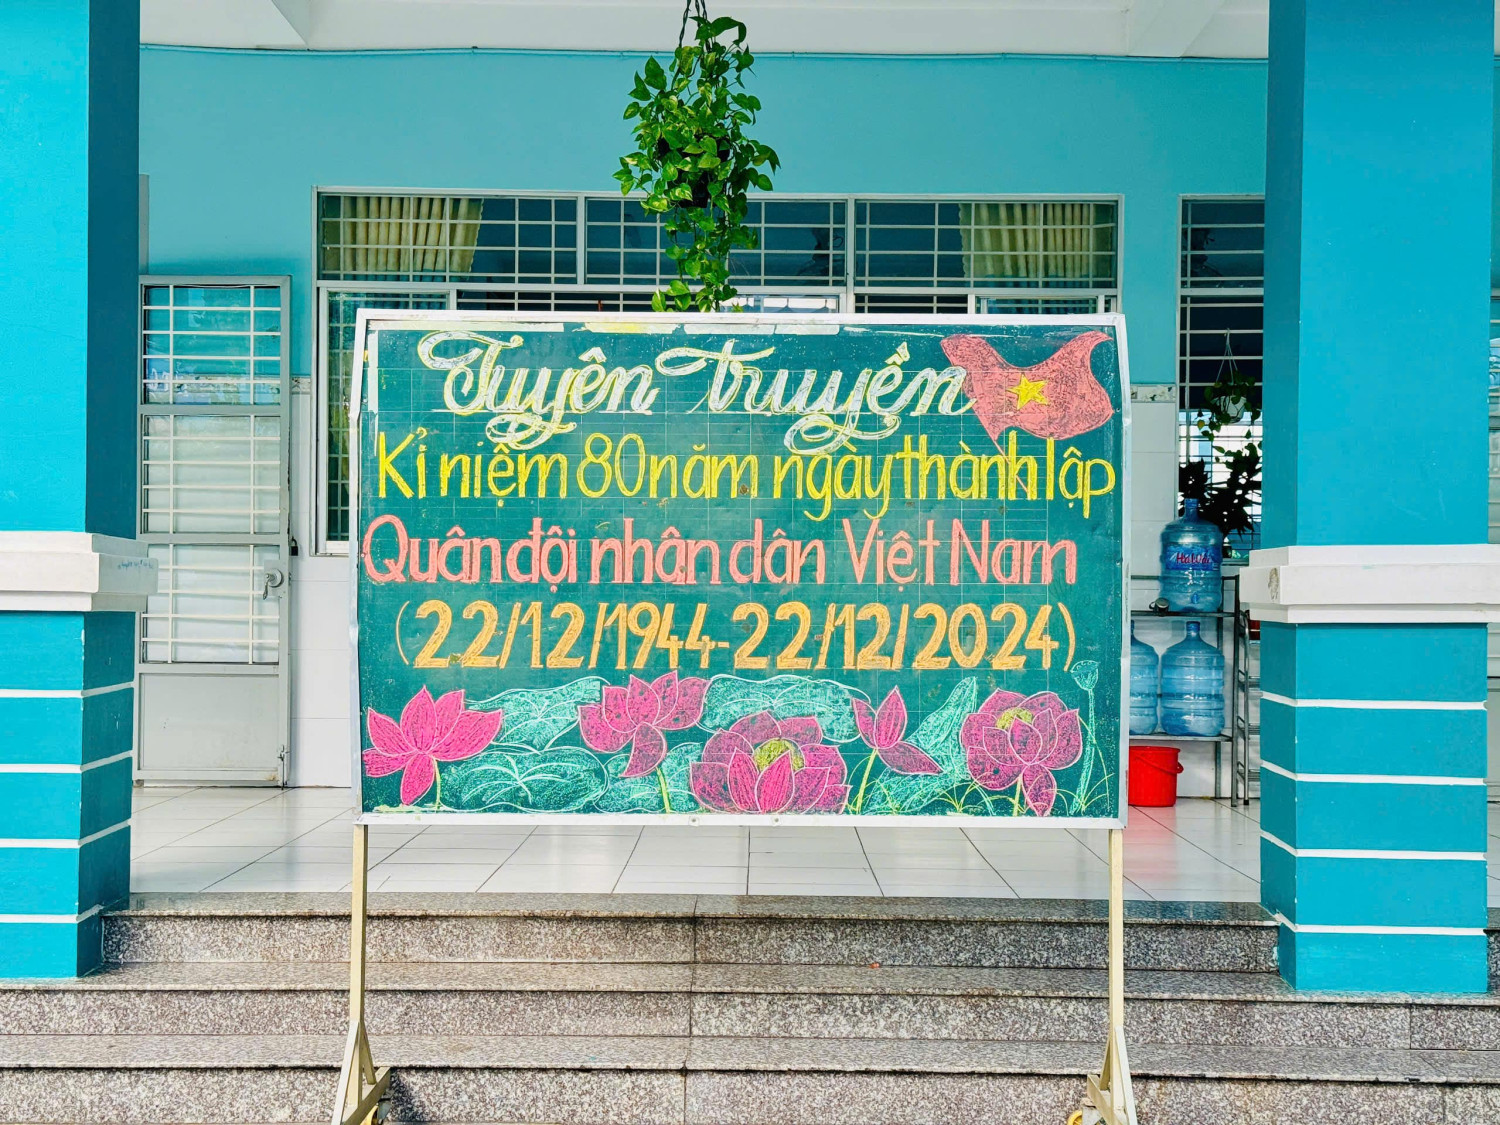 Tuyên truyền
Kỉ niệm 80 năm ngày thành lập
Quân đội nhận dân Việt Nam
(22/12/1944-22/12/2024)